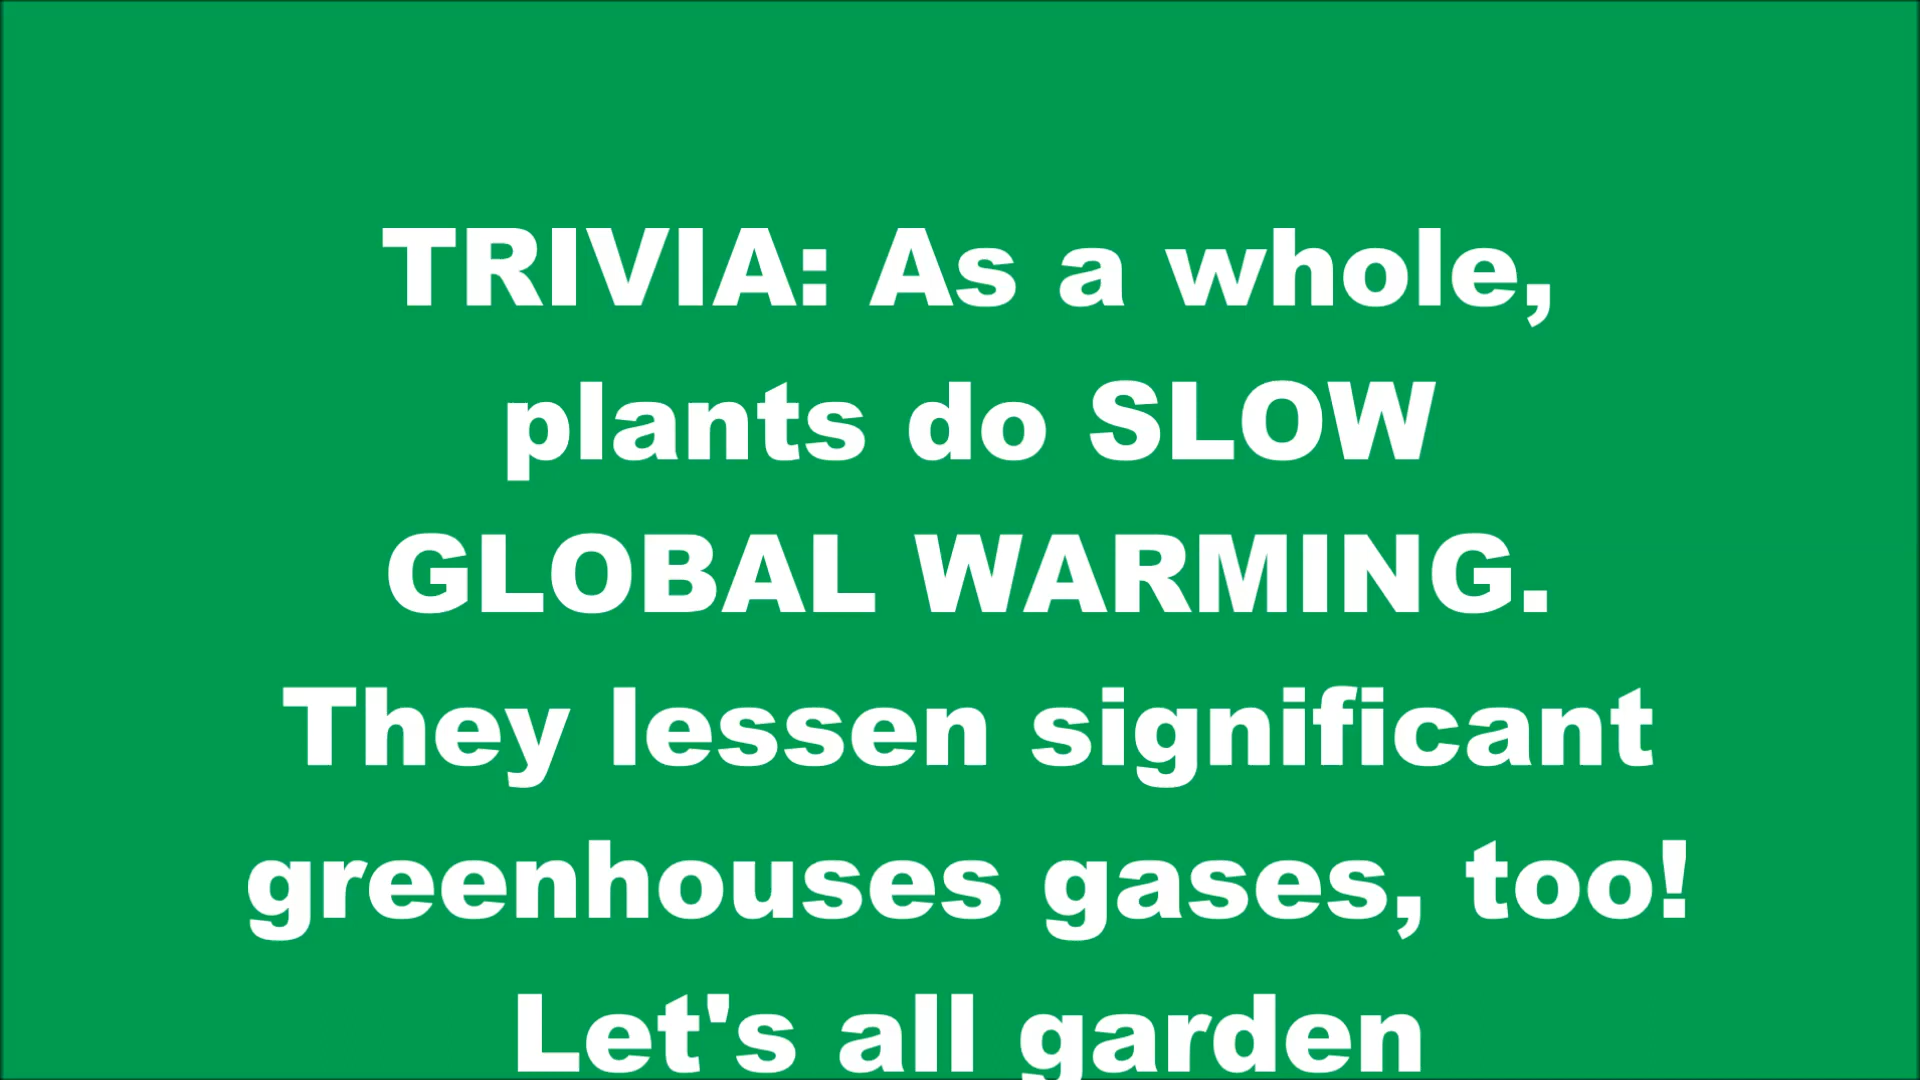 TRIVIA: As a whole,
plants do SLOW
GLOBAL WARMING.
They lessen significant
greenhouses gases, too!
Let's all garden